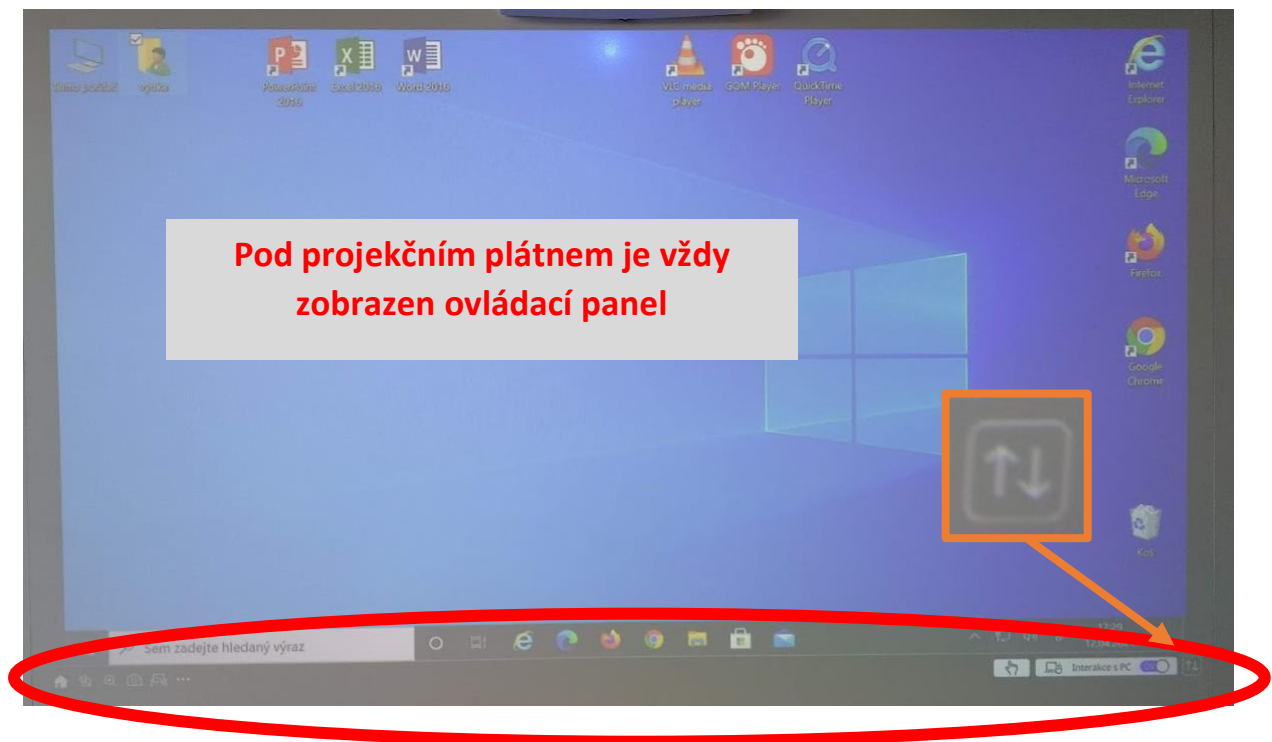 Tento počítač
výuka
PowerPoint
2016
Excel 2016
Word 2016
VLC media
player
GOM Player
QuickTime
Player
Internet
Explorer
Microsoft
Edge
Firefox
Google
Chrome
Pod projekčním plátnem je vždy
zobrazen ovládací panel
Koš
Sem zadejte hledaný výraz
12:29
Interakce s PC